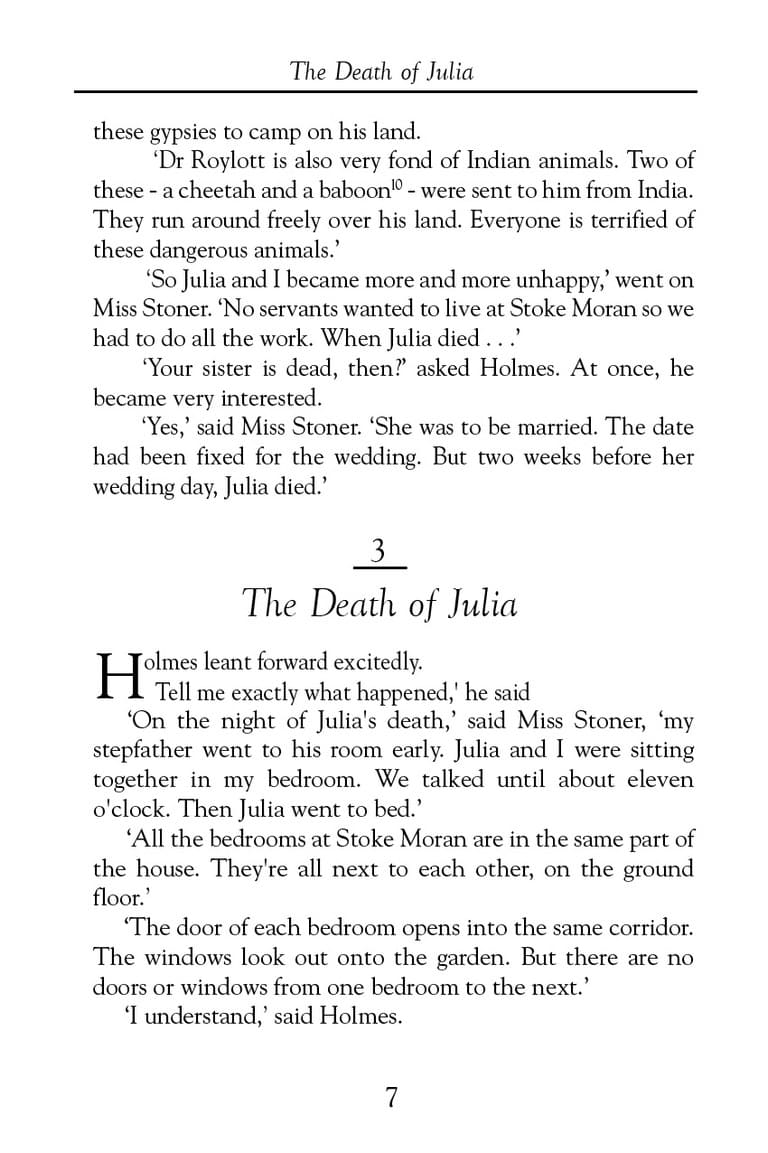 The Death of Julia
these gypsies to camp on his land.
‘Dr Roylott is also very fond of Indian animals. Two of
these - a cheetah and a baboon10 - were sent to him from India.
They run around freely over his land. Everyone is terrified of
these dangerous animals.’
‘So Julia and I became more and more unhappy,’ went on
Miss Stoner. ‘No servants wanted to live at Stoke Moran so we
had to do all the work. When Julia died . . .’
‘Your sister is dead, then?’ asked Holmes. At once, he
became very interested.
‘Yes,’ said Miss Stoner. ‘She was to be married. The date
had been fixed for the wedding. But two weeks before her
wedding day, Julia died.’
3
The Death of Julia
Holmes leant forward excitedly.
Tell me exactly what happened,' he said
‘On the night of Julia's death,’ said Miss Stoner, ‘my
stepfather went to his room early. Julia and I were sitting
together in my bedroom. We talked until about eleven
o'clock. Then Julia went to bed.’
‘All the bedrooms at Stoke Moran are in the same part of
the house. They're all next to each other, on the ground
floor.’
‘The door of each bedroom opens into the same corridor.
The windows look out onto the garden. But there are no
doors or windows from one bedroom to the next.’
‘I understand,’ said Holmes.
7